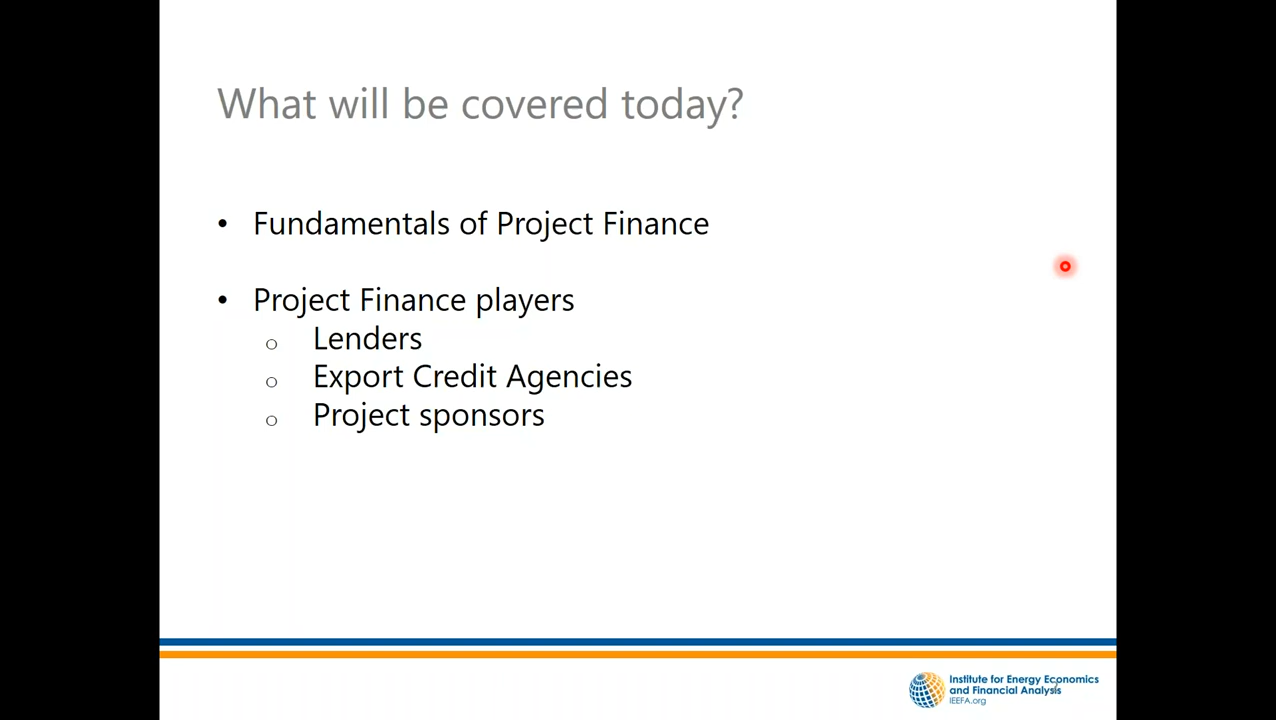 What will be covered today?
• Fundamentals of Project Finance
• Project Finance players
o Lenders
o Export Credit Agencies
o Project sponsors
Institute for Energy Economics
and Financial Analysis
IEEFA.org